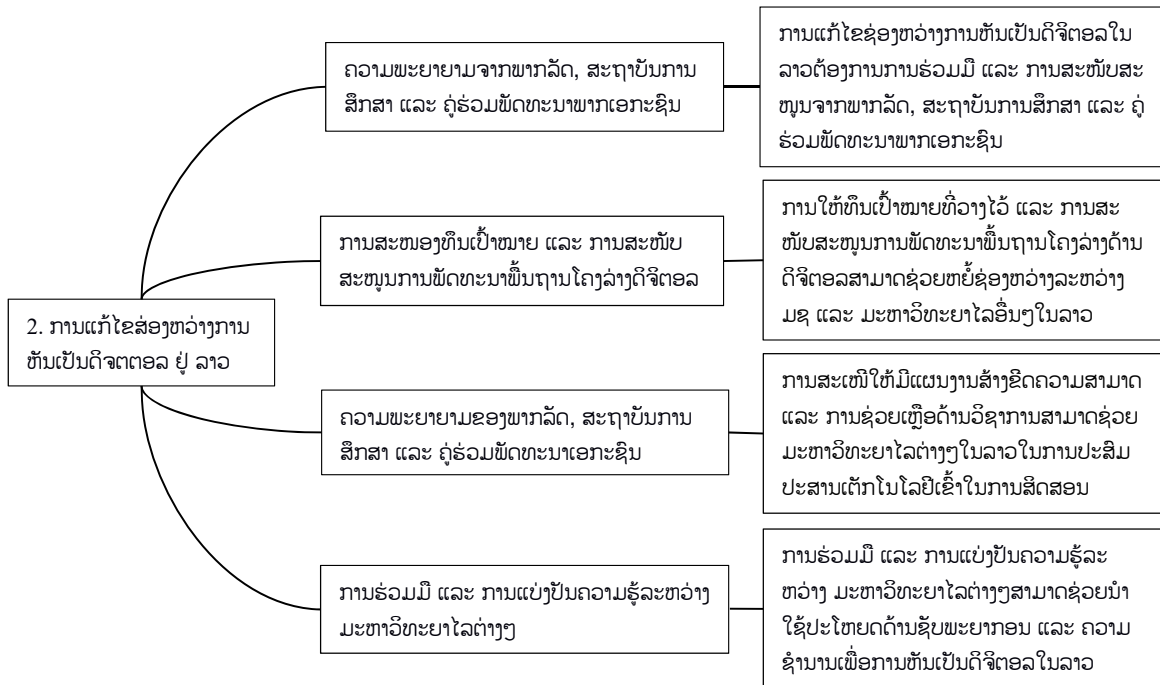 ຄວາມພະຍາຍາມຈາກພາກລັດ, ສະຖາບັນການ
ສຶກສາ ແລະ ຄູ່ຮ່ວມພັດທະນາພາກເອກະຊົນ
ການແກ້ໄຂຊ່ອງຫວ່າງການຫັນເປັນດິຈິຕອລໃນ
ລາວຕ້ອງການການຮ່ວມມື ແລະ ການສະໜັບສະ
ໜູນຈາກພາກລັດ, ສະຖາບັນການສຶກສາ ແລະ ຄູ່
ຮ່ວມພັດທະນາພາກເອກະຊົນ
ການສະໜອງທຶນເປົ້າໝາຍ ແລະ ການສະໜັບ
ສະໜູນການພັດທະນາພື້ນຖານໂຄງລ່າງດິຈິຕອລ
ການໃຫ້ທຶນເປົ້າໝາຍທີ່ວາງໄວ້ ແລະ ການສະ
ໜັບສະໜູນການພັດທະນາພື້ນຖານໂຄງລ່າງດ້ານ
ດິຈິຕອລສາມາດຊ່ວຍຫຍໍ້ຊ່ອງຫວ່າງລະຫວ່າງ
ມຊ ແລະ ມະຫາວິທະຍາໄລອື່ນໆໃນລາວ
2. ການແກ້ໄຂສ່ອງຫວ່າງການ
ຫັນເປັນດິຈຕຕອລ ຢູ່ ລາວ
ຄວາມພະຍາຍາມຂອງພາກລັດ, ສະຖາບັນການ
ສຶກສາ ແລະ ຄູ່ຮ່ວມພັດທະນາເອກະຊົນ
ການສະເໜີໃຫ້ມີແຜນງານສ້າງຂີດຄວາມສາມາດ
ແລະ ການຊ່ວຍເຫຼືອດ້ານວິຊາການສາມາດຊ່ວຍ
ມະຫາວິທະຍາໄລຕ່າງໆໃນລາວໃນການປະສົມ
ປະສານເຕັກໂນໂລຢີເຂົ້າໃນການສິດສອນ
ການຮ່ວມມື ແລະ ການແບ່ງປັນຄວາມຮູ້ລະຫວ່າງ
ມະຫາວິທະຍາໄລຕ່າງໆ
ການຮ່ວມມື ແລະ ການແບ່ງປັນຄວາມຮູ້ລະ
ຫວ່າງ ມະຫາວິທະຍາໄລຕ່າງໆສາມາດຊ່ວຍນຳ
ໃຊ້ປະໂຫຍດດ້ານຊັບພະຍາກອນ ແລະ ຄວາມ
ຊຳນານເພື່ອການຫັນເປັນດິຈິຕອລໃນລາວ